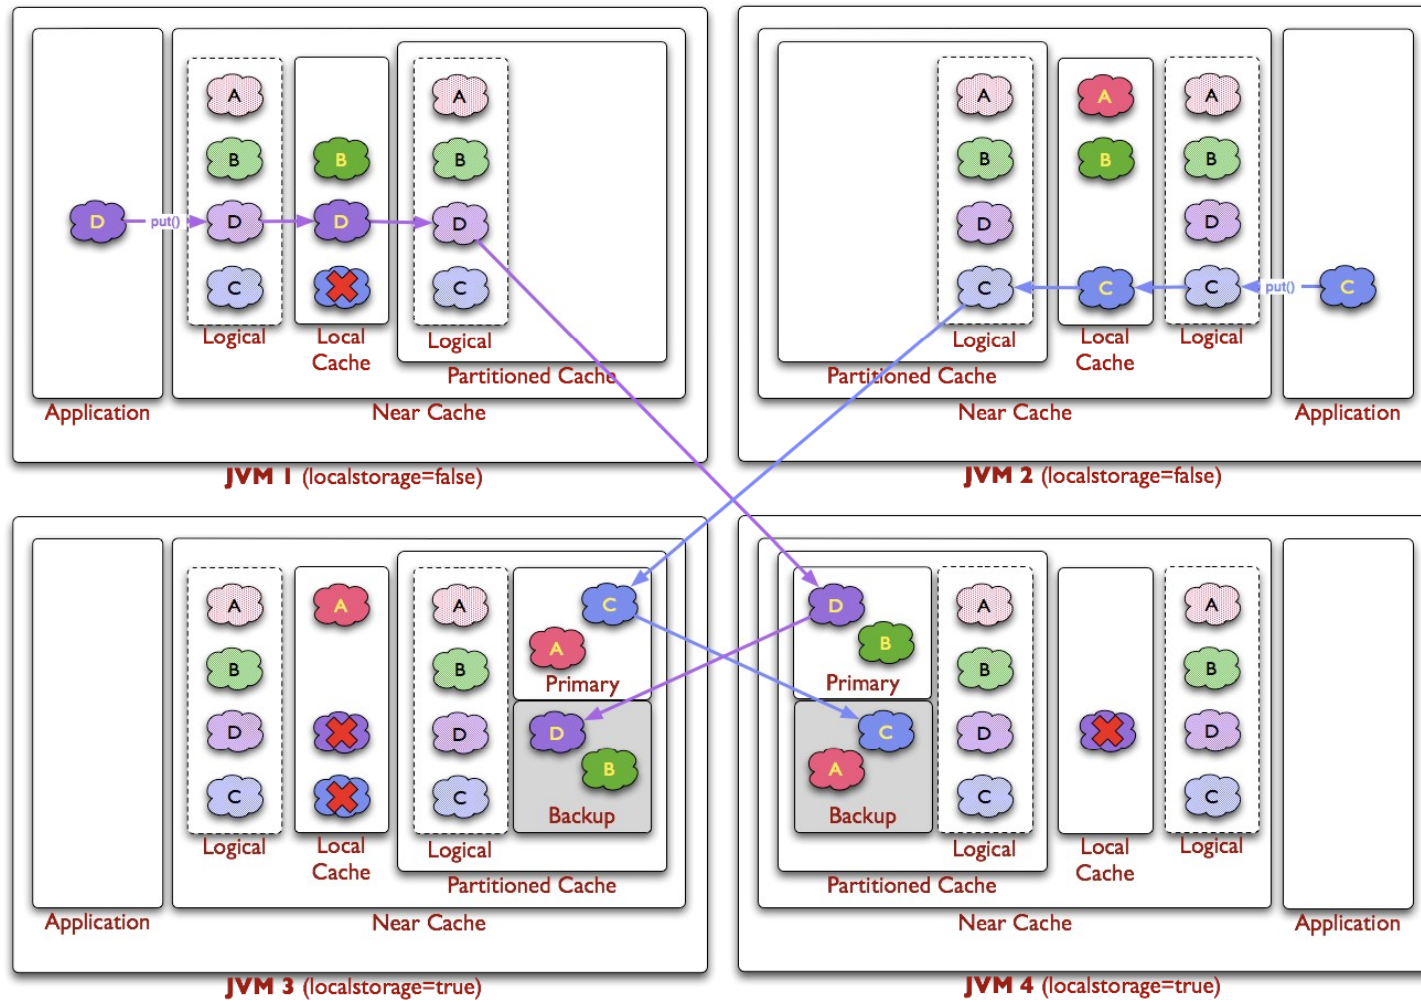 A A A A
B B B B B B
D put() D D D D D
C C C C C put() C
Logical Local Cache Logical Logical Local Cache Logical
Partitioned Cache Partitioned Cache
Application Near Cache Near Cache Application
JVM 1 (localstorage=false) JVM 2 (localstorage=false)
A A A C D A A
A B
B B Primary Primary B B
D D D C D D
B A
C C Backup Backup C C
Logical Local Cache Logical Logical Local Cache Logical
Partitioned Cache Partitioned Cache
Application Near Cache Near Cache Application
JVM 3 (localstorage=true) JVM 4 (localstorage=true)